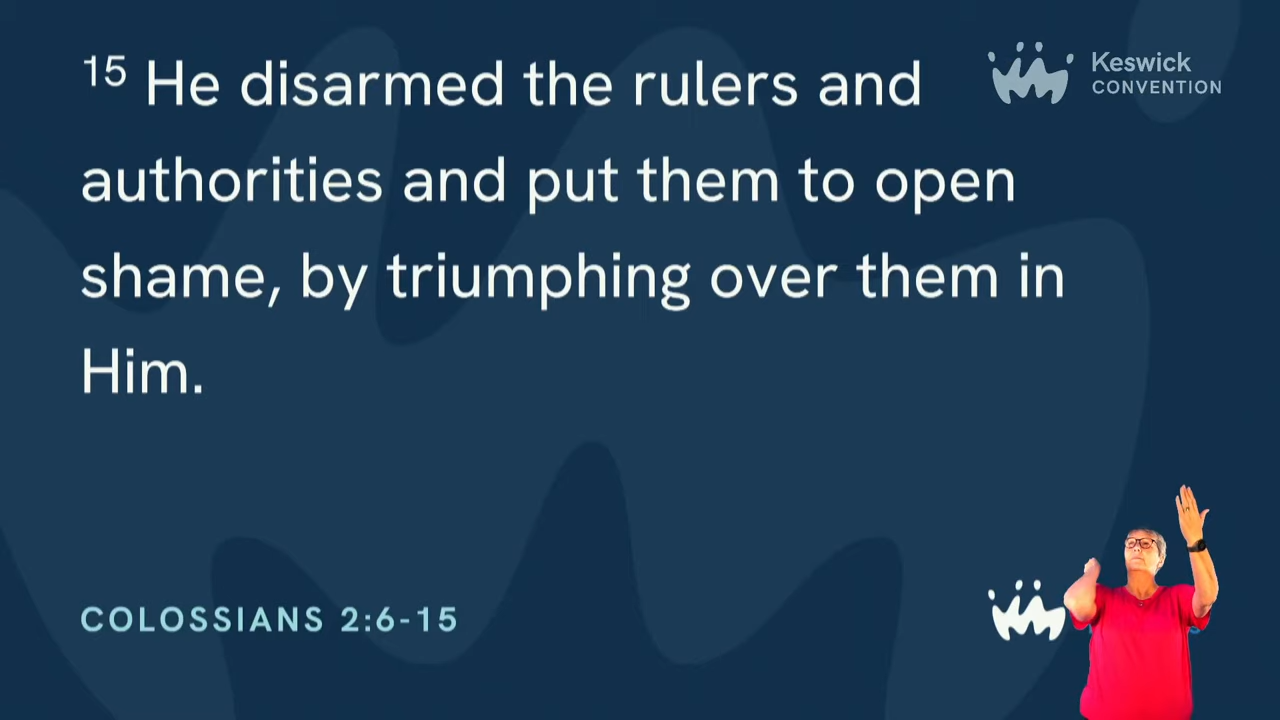 15 He disarmed the rulers and
authorities and put them to open
shame, by triumphing over them in
Him.
Keswick
CONVENTION
COLOSSIANS 2:6-15